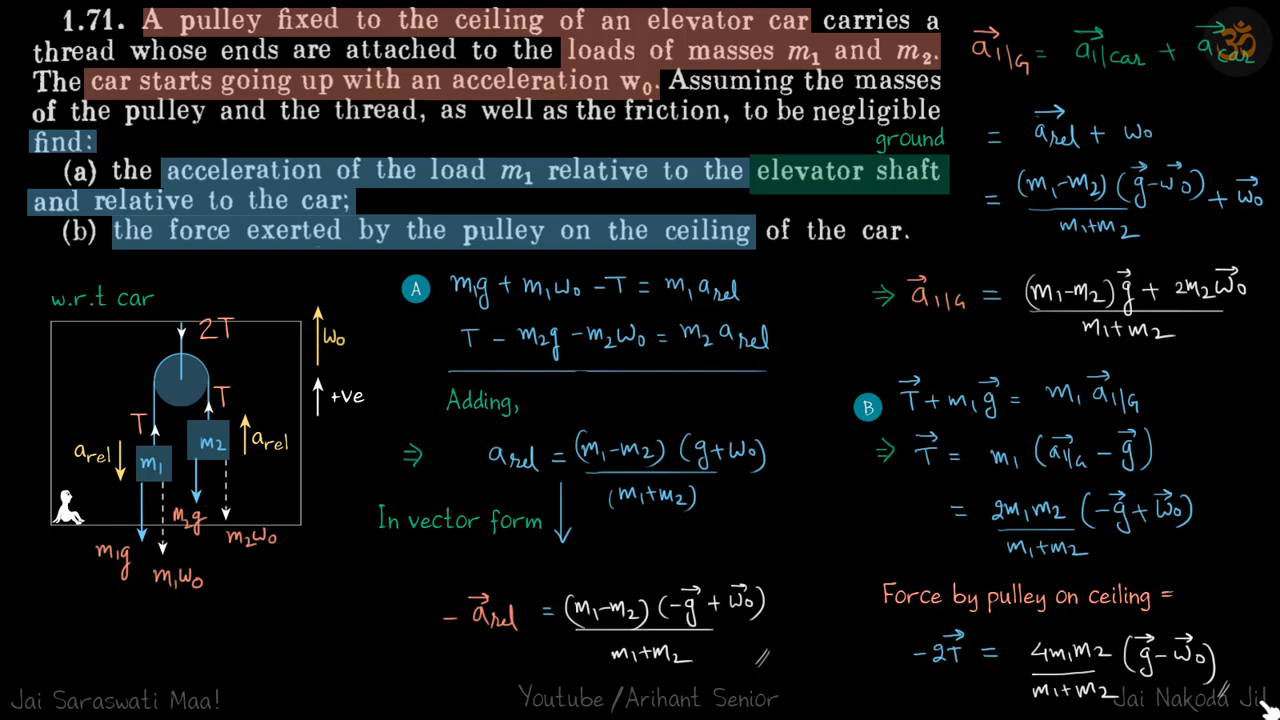 1.71. A pulley fixed to the ceiling of an elevator car carries a
thread whose ends are attached to the loads of masses m₁ and m₂.
The car starts going up with an acceleration w₀. Assuming the masses
of the pulley and the thread, as well as the friction, to be negligible
find:
(a) the acceleration of the load m₁ relative to the elevator shaft
and relative to the car;
(b) the force exerted by the pulley on the ceiling of the car.
ground
w.r.t car
2T
w₀
+ve
T
T
a_rel
a_rel
m₁
m₂
m₂g
m₂w₀
m₁g
m₁w₀
A
m₁g + m₁w₀ - T = m₁ a_rel
T - m₂g - m₂w₀ = m₂ a_rel
Adding,
⇒ a_rel = (m₁-m₂) (g+w₀) / (m₁+m₂)
In vector form
- a⃗_rel = (m₁-m₂) (-g⃗ + w⃗₀) / m₁+m₂
a⃗₁/G = a⃗₁/car + a⃗car
= a⃗_rel + w₀
= (m₁-m₂) (g⃗-w⃗₀) / m₁+m₂ + w⃗₀
⇒ a⃗₁/G = (m₁-m₂) g⃗ + 2m₂w⃗₀ / m₁+m₂
B
T⃗ + m₁g⃗ = m₁ a⃗₁/G
⇒ T⃗ = m₁ (a⃗₁/G - g⃗)
= 2m₁m₂ / m₁+m₂ (-g⃗ + w⃗₀)
Force by pulley on ceiling =
-2T⃗ = 4m₁m₂ / m₁+m₂ (g⃗ - w⃗₀)
Jai Saraswati Maa!
Youtube /Arihant Senior
Jai Nakoda Ji!
ॐ